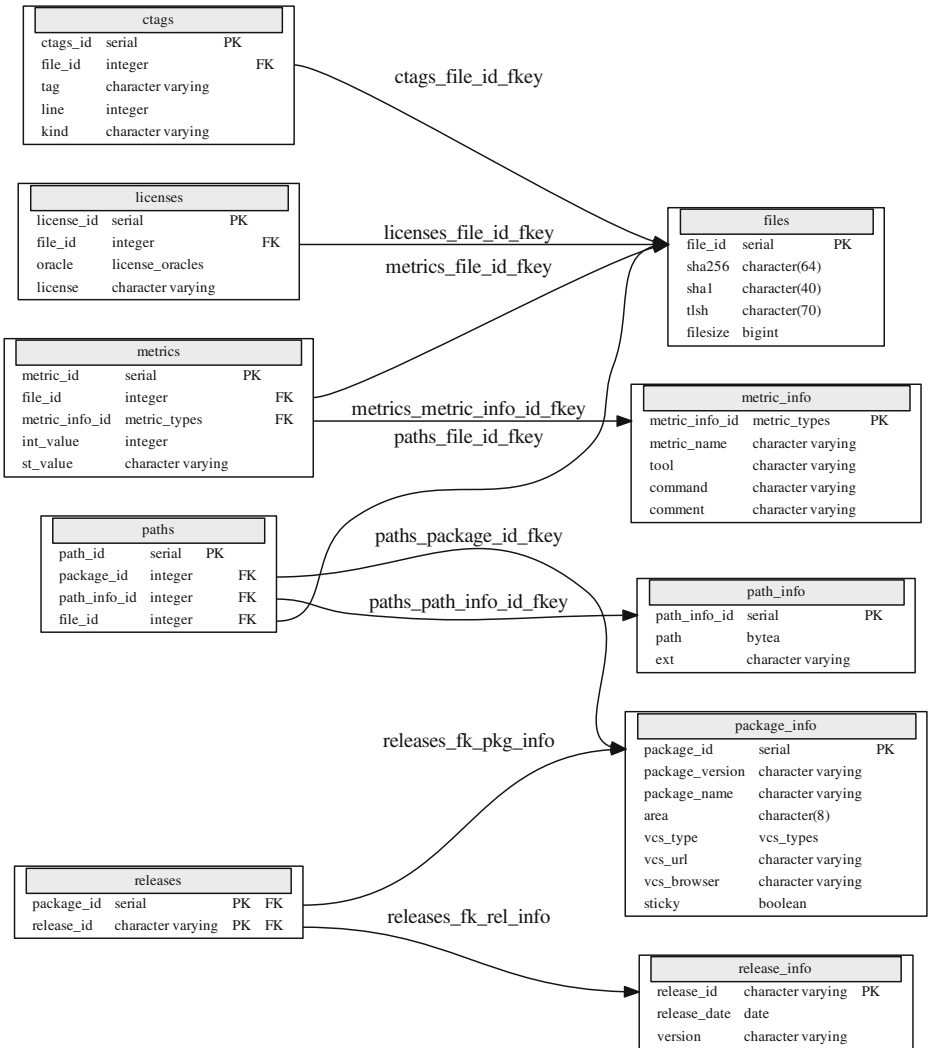 ctags
ctags_id serial PK
file_id integer FK
tag character varying
line integer
kind character varying
ctags_file_id_fkey
licenses
license_id serial PK
file_id integer FK
oracle license_oracles
license character varying
licenses_file_id_fkey
metrics_file_id_fkey
files
file_id serial PK
sha256 character(64)
sha1 character(40)
tlsh character(70)
filesize bigint
metrics
metric_id serial PK
file_id integer FK
metric_info_id metric_types FK
int_value integer
st_value character varying
metrics_metric_info_id_fkey
paths_file_id_fkey
metric_info
metric_info_id metric_types PK
metric_name character varying
tool character varying
command character varying
comment character varying
paths
path_id serial PK
package_id integer FK
path_info_id integer FK
file_id integer FK
paths_package_id_fkey
paths_path_info_id_fkey
path_info
path_info_id serial PK
path bytea
ext character varying
releases_fk_pkg_info
package_info
package_id serial PK
package_version character varying
package_name character varying
area character(8)
vcs_type vcs_types
vcs_url character varying
vcs_browser character varying
sticky boolean
releases
package_id serial PK FK
release_id character varying PK FK
releases_fk_rel_info
release_info
release_id character varying PK
release_date date
version character varying